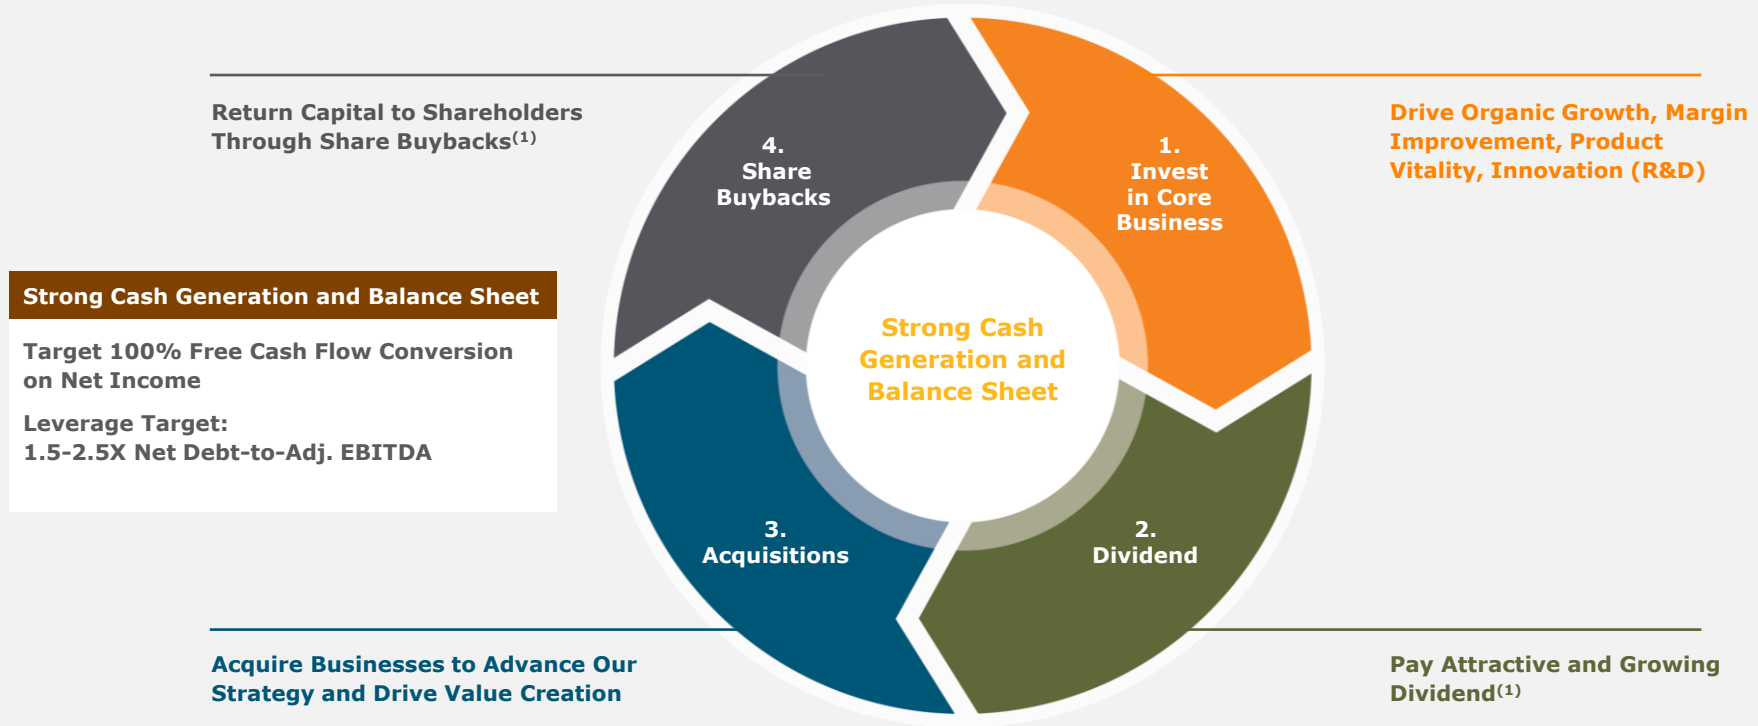 Return Capital to Shareholders
Through Share Buybacks(1)
4.
Share
Buybacks
1.
Invest
in Core
Business
Drive Organic Growth, Margin
Improvement, Product
Vitality, Innovation (R&D)
Strong Cash Generation and Balance Sheet
Target 100% Free Cash Flow Conversion
on Net Income
Leverage Target:
1.5-2.5X Net Debt-to-Adj. EBITDA
Strong Cash
Generation and
Balance Sheet
3.
Acquisitions
2.
Dividend
Acquire Businesses to Advance Our
Strategy and Drive Value Creation
Pay Attractive and Growing
Dividend(1)